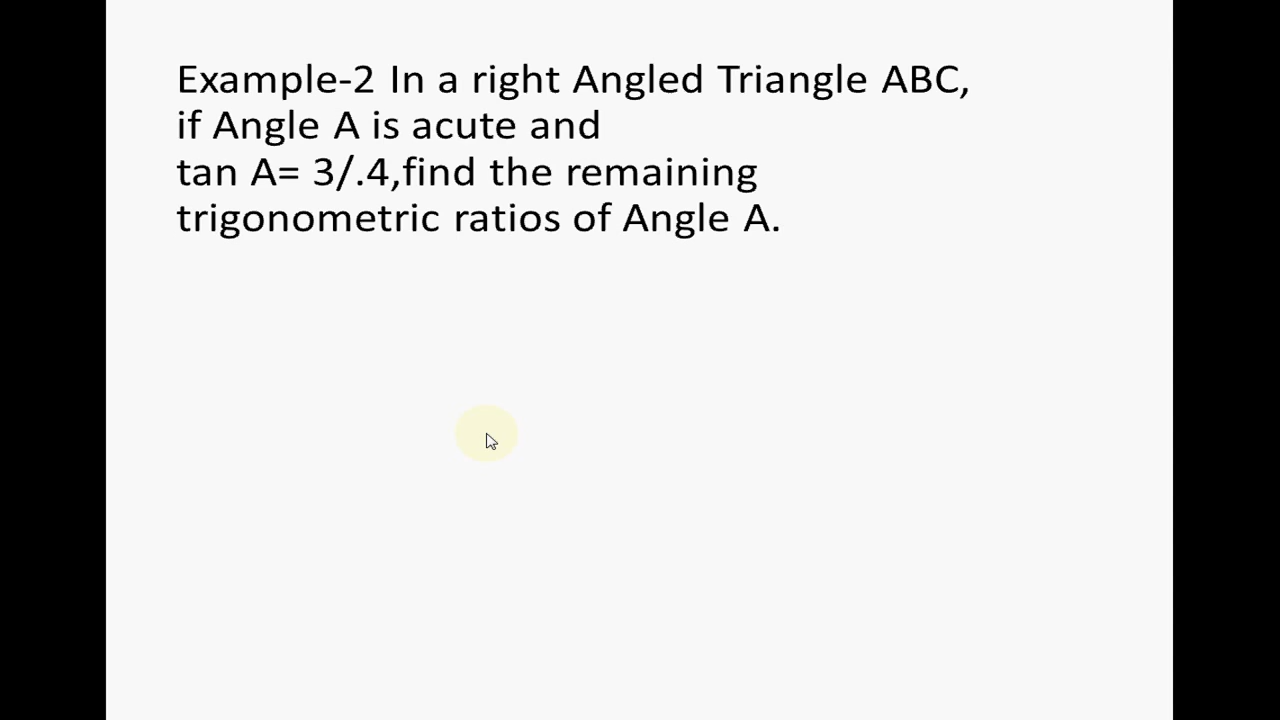 Example-2 In a right Angled Triangle ABC,
if Angle A is acute and
tan A= 3/.4,find the remaining
trigonometric ratios of Angle A.